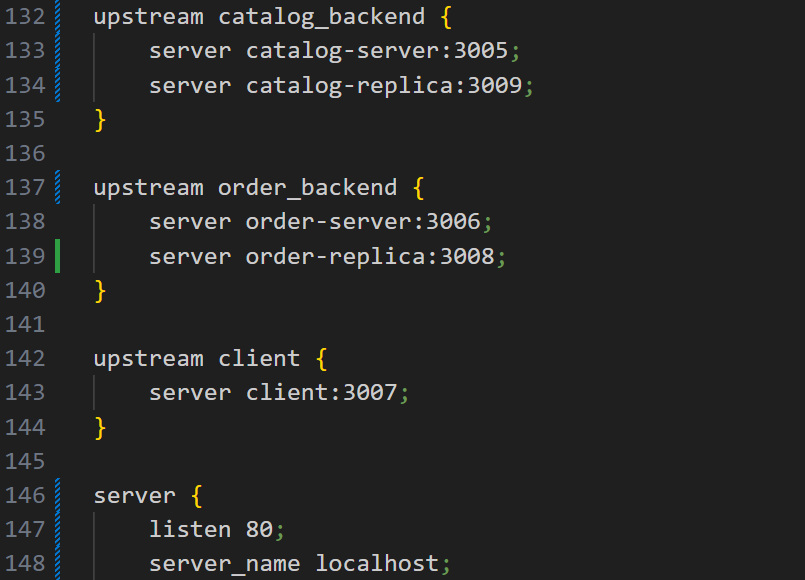 132 upstream catalog_backend {
133     server catalog-server:3005;
134     server catalog-replica:3009;
135 }
136
137 upstream order_backend {
138     server order-server:3006;
139     server order-replica:3008;
140 }
141
142 upstream client {
143     server client:3007;
144 }
145
146 server {
147     listen 80;
148     server_name localhost;